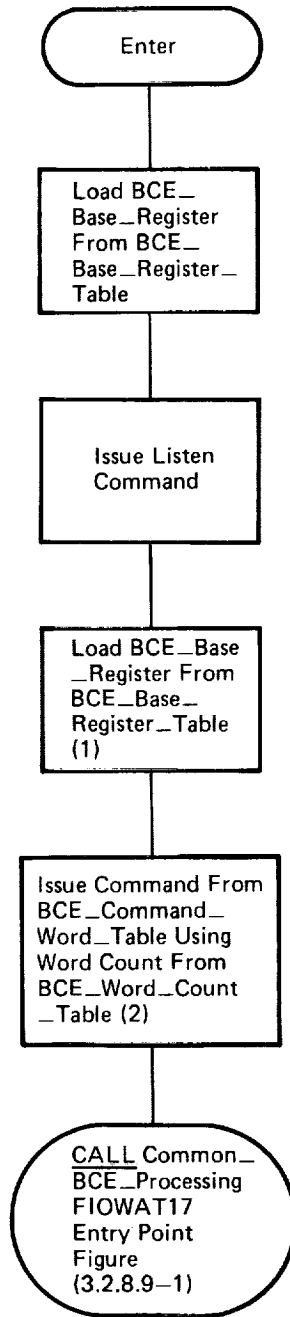 Enter
Load BCE_
Base_Register
From BCE_
Base_Register_
Table
Issue Listen
Command
Load BCE_Base
_Register From
BCE_Base_
Register_Table
(1)
Issue Command From
BCE_Command_
Word_Table Using
Word Count From
BCE_Word_Count
_Table (2)
CALL Common_
BCE_Processing
FIOWAT17
Entry Point
Figure
(3.2.8.9–1)